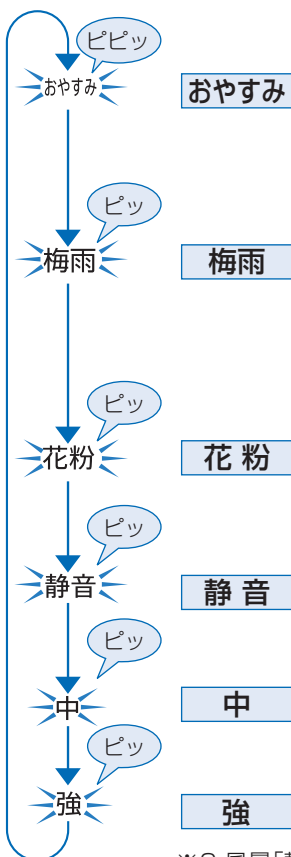 ピピッ
おやすみ おやすみ
ピッ
梅雨 梅雨
ピッ
花粉 花 粉
ピッ
静音 静 音
ピッ
中 中
ピッ
強 強